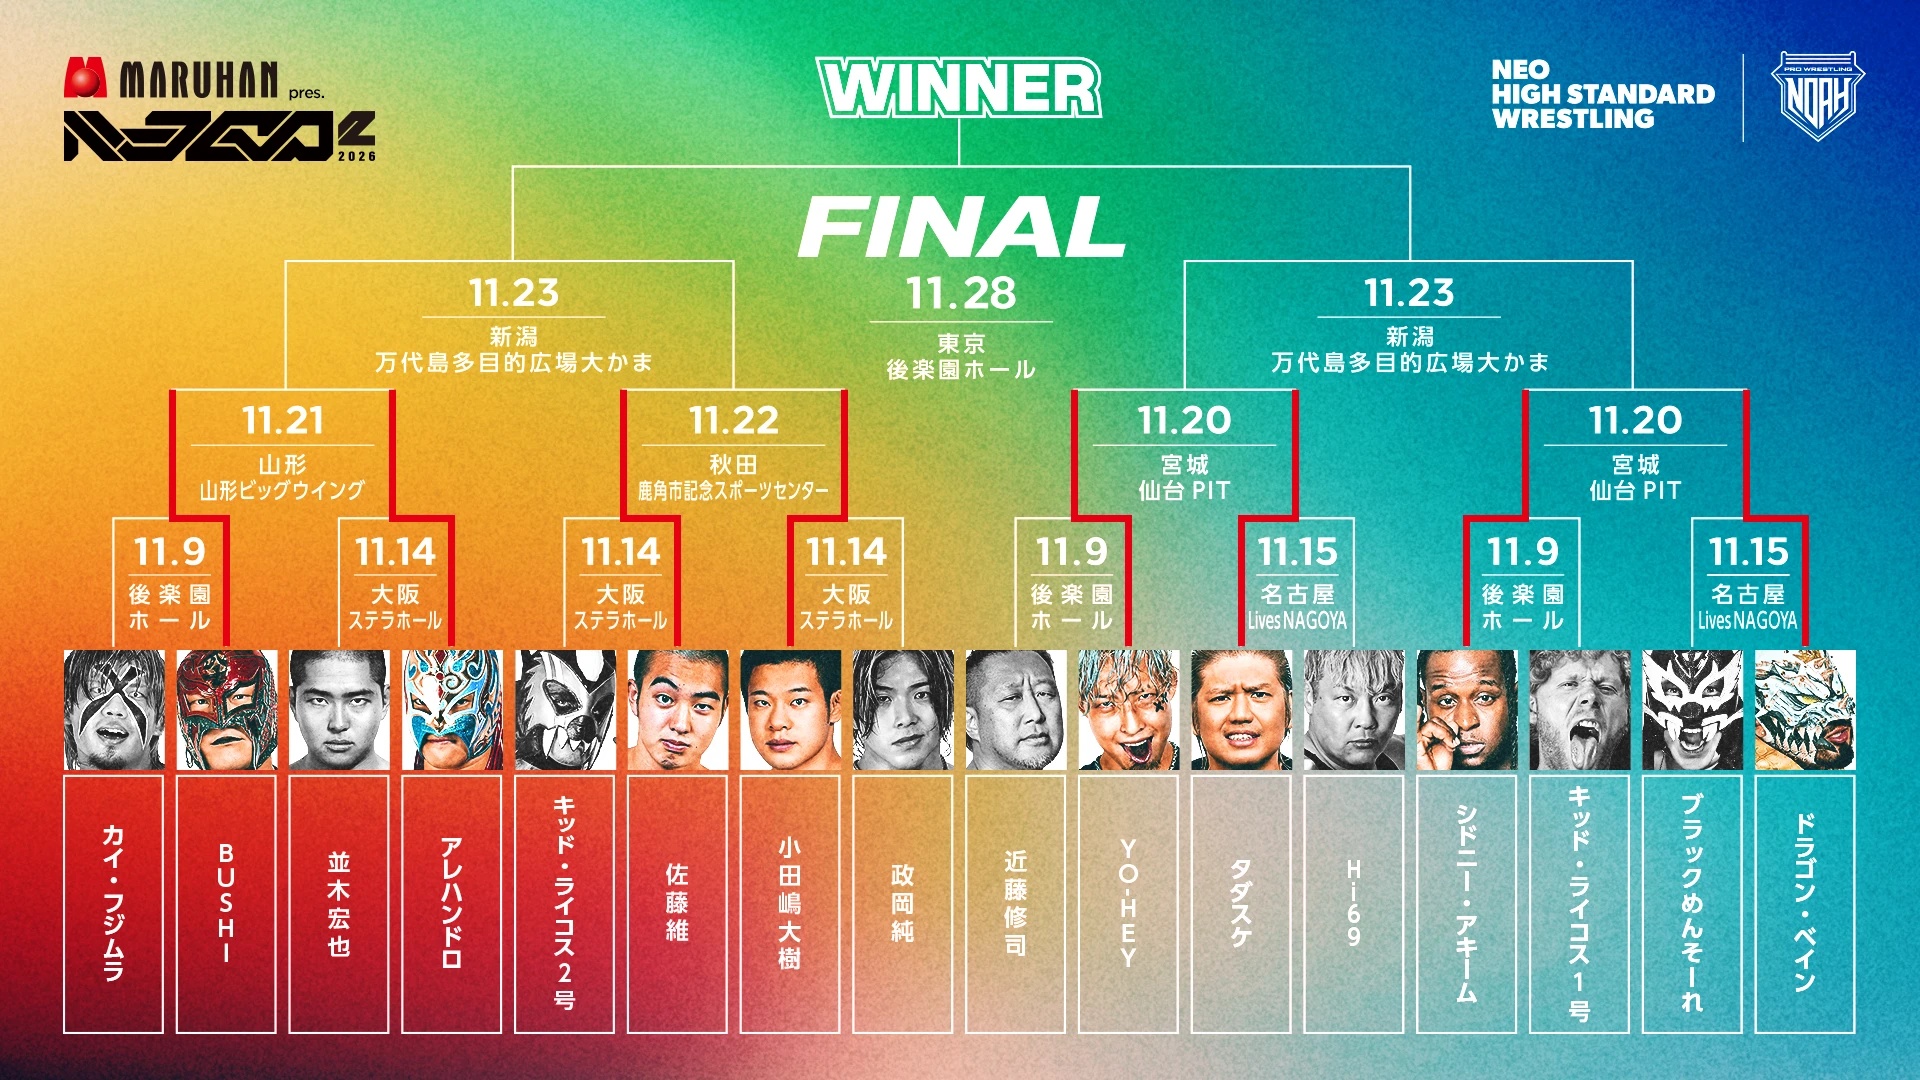 MARUHAN pres.
2026
WINNER
NEO
HIGH STANDARD
WRESTLING
PRO WRESTLING
NOAH
FINAL
11.28
東京
後楽園ホール
11.23
新潟
万代島多目的広場大かま
11.23
新潟
万代島多目的広場大かま
11.21
山形
山形ビッグウイング
11.22
秋田
鹿角市記念スポーツセンター
11.20
宮城
仙台 PIT
11.20
宮城
仙台 PIT
11.9
後楽園
ホール
11.14
大阪
ステラホール
11.14
大阪
ステラホール
11.14
大阪
ステラホール
11.9
後楽園
ホール
11.15
名古屋
Lives NAGOYA
11.9
後楽園
ホール
11.15
名古屋
Lives NAGOYA
カイ・フジムラ
BUSHI
並木宏也
アレハンドロ
キッド・ライコス2号
佐藤維
小田嶋大樹
政岡純
近藤修司
YO-HEY
タダスケ
Hi69
シドニー・アキーム
キッド・ライコス1号
ブラックめんそーれ
ドラゴン・ベイン